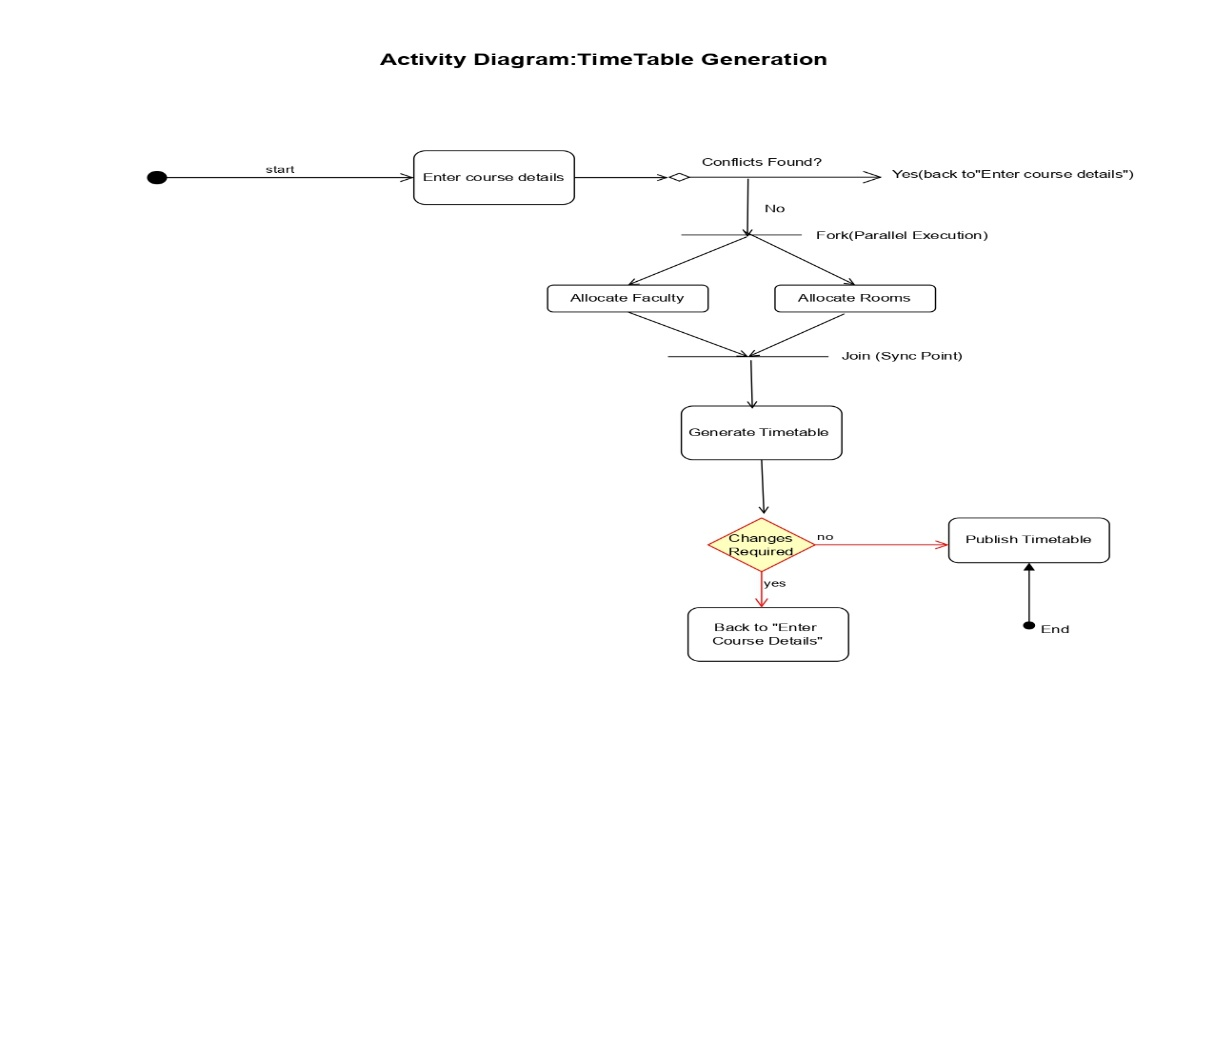 Activity Diagram:TimeTable Generation
start
Enter course details
Conflicts Found?
Yes(back to"Enter course details")
No
Fork(Parallel Execution)
Allocate Faculty
Allocate Rooms
Join (Sync Point)
Generate Timetable
Changes
Required
no
Publish Timetable
yes
Back to "Enter
Course Details"
End